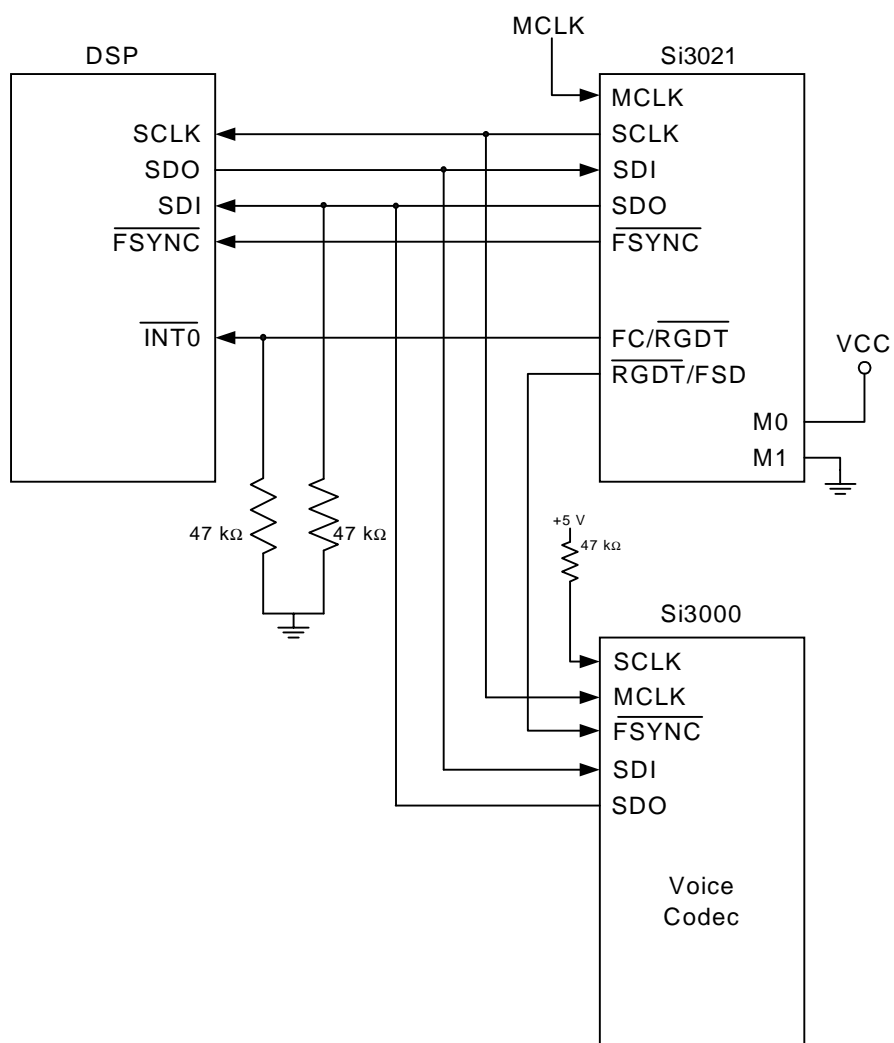 MCLK
DSP
Si3021
MCLK
SCLK
SCLK
SDO
SDI
SDI
SDO
FSYNC
FSYNC
INT0
FC/RGDT
VCC
RGDT/FSD
M0
M1
47 kΩ
47 kΩ
+5 V
47 kΩ
Si3000
SCLK
MCLK
FSYNC
SDI
SDO
Voice
Codec